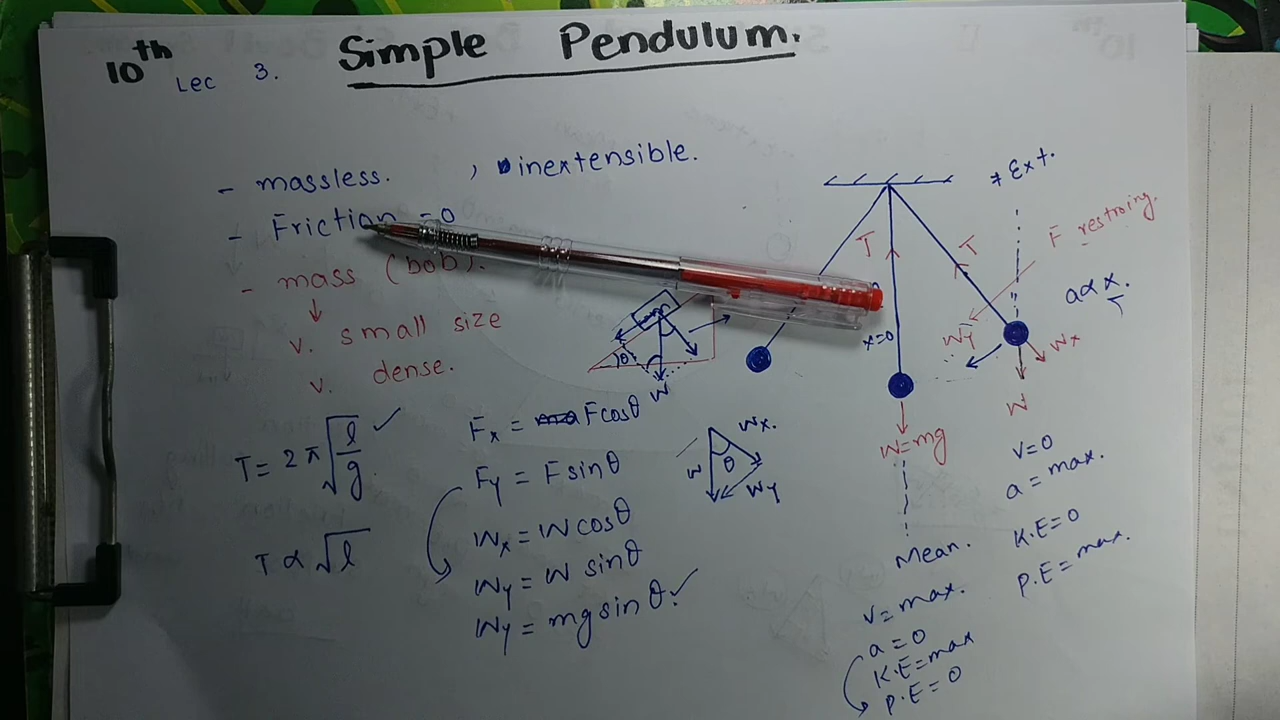 10th Lec 3. Simple Pendulum.
- massless. , inextensible.
- Friction = 0
- mass (bob).
↓
v. small size
v. dense.
T = 2π√(l/g) ✓
T ∝ √l
Fx = Fcosθ
Fy = F sinθ
Wx = W cosθ
Wy = W sinθ
Wy = mg sinθ ✓
θ
W
W θ Wx. Wy
* Ext.
F restroing.
T T
a ∝ x.
x=0
Wy Wx
W
W=mg
Mean.
v= max.
a = 0
K.E= max
P.E = 0
v=0
a = max.
K.E=0
P.E= max.